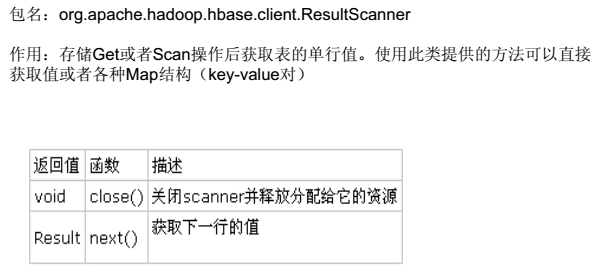 包名：org.apache.hadoop.hbase.client.ResultScanner
作用：存储Get或者Scan操作后获取表的单行值。使用此类提供的方法可以直接
获取值或者各种Map结构（key-value对）
返回值 函数 描述
void close() 关闭scanner并释放分配给它的资源
Result next() 获取下一行的值